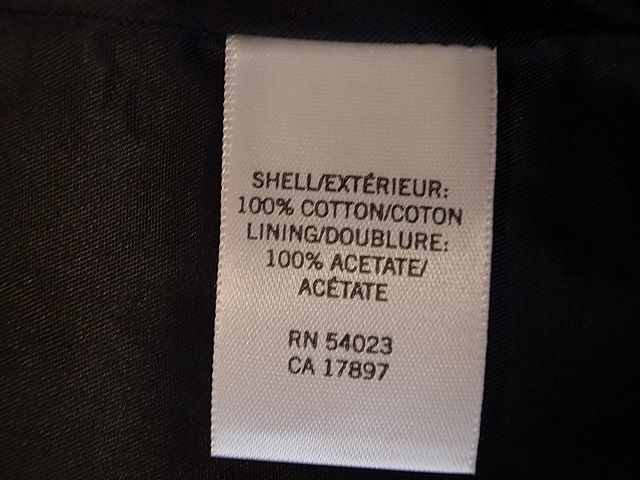 SHELL/EXTÉRIEUR:
100% COTTON/COTON
LINING/DOUBLURE:
100% ACETATE/
ACÉTATE
RN 54023
CA 17897